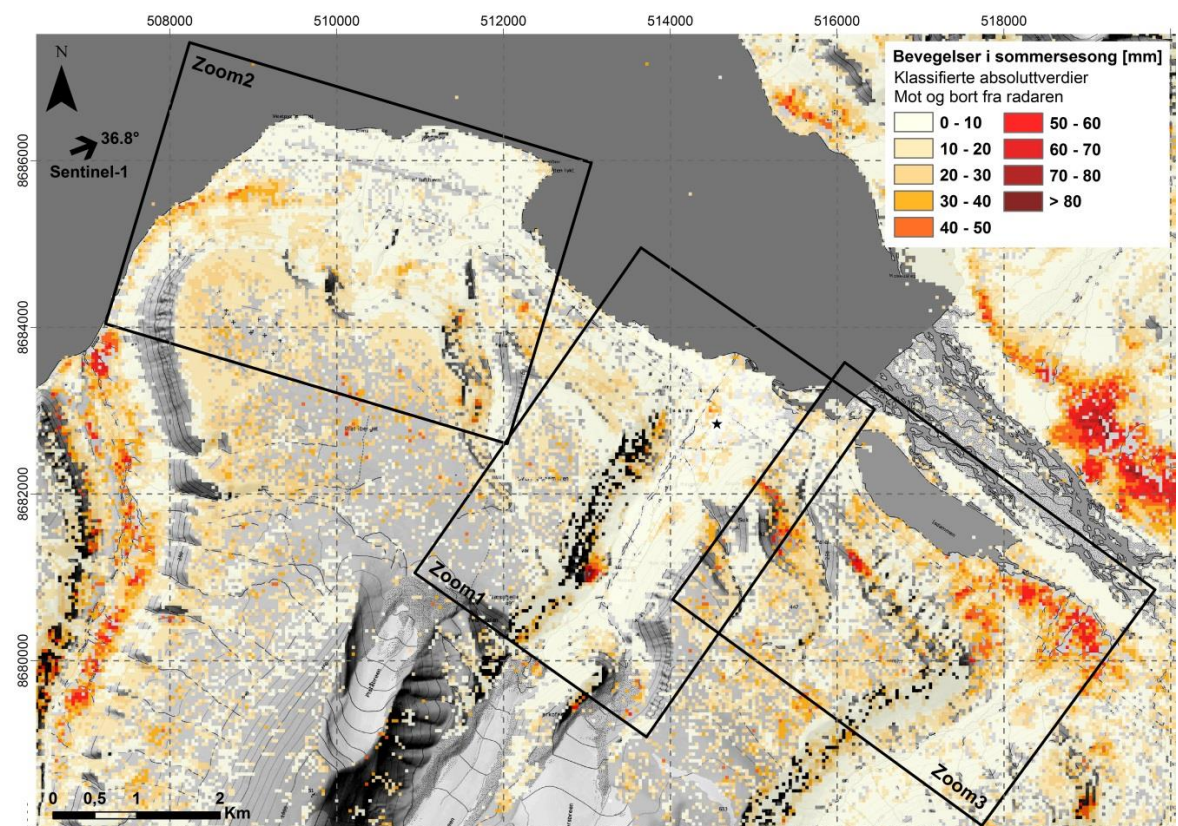 508000 510000 512000 514000 516000 518000
Bevegelser i sommersesong [mm]
Klassifierte absoluttverdier
Mot og bort fra radaren
0 - 10 50 - 60
10 - 20 60 - 70
20 - 30 70 - 80
30 - 40 > 80
40 - 50
N
36.8°
Sentinel-1
Zoom2
8686000
8684000
8682000
Zoom1
8680000
Zoom3
0 0,5 1 2
Km